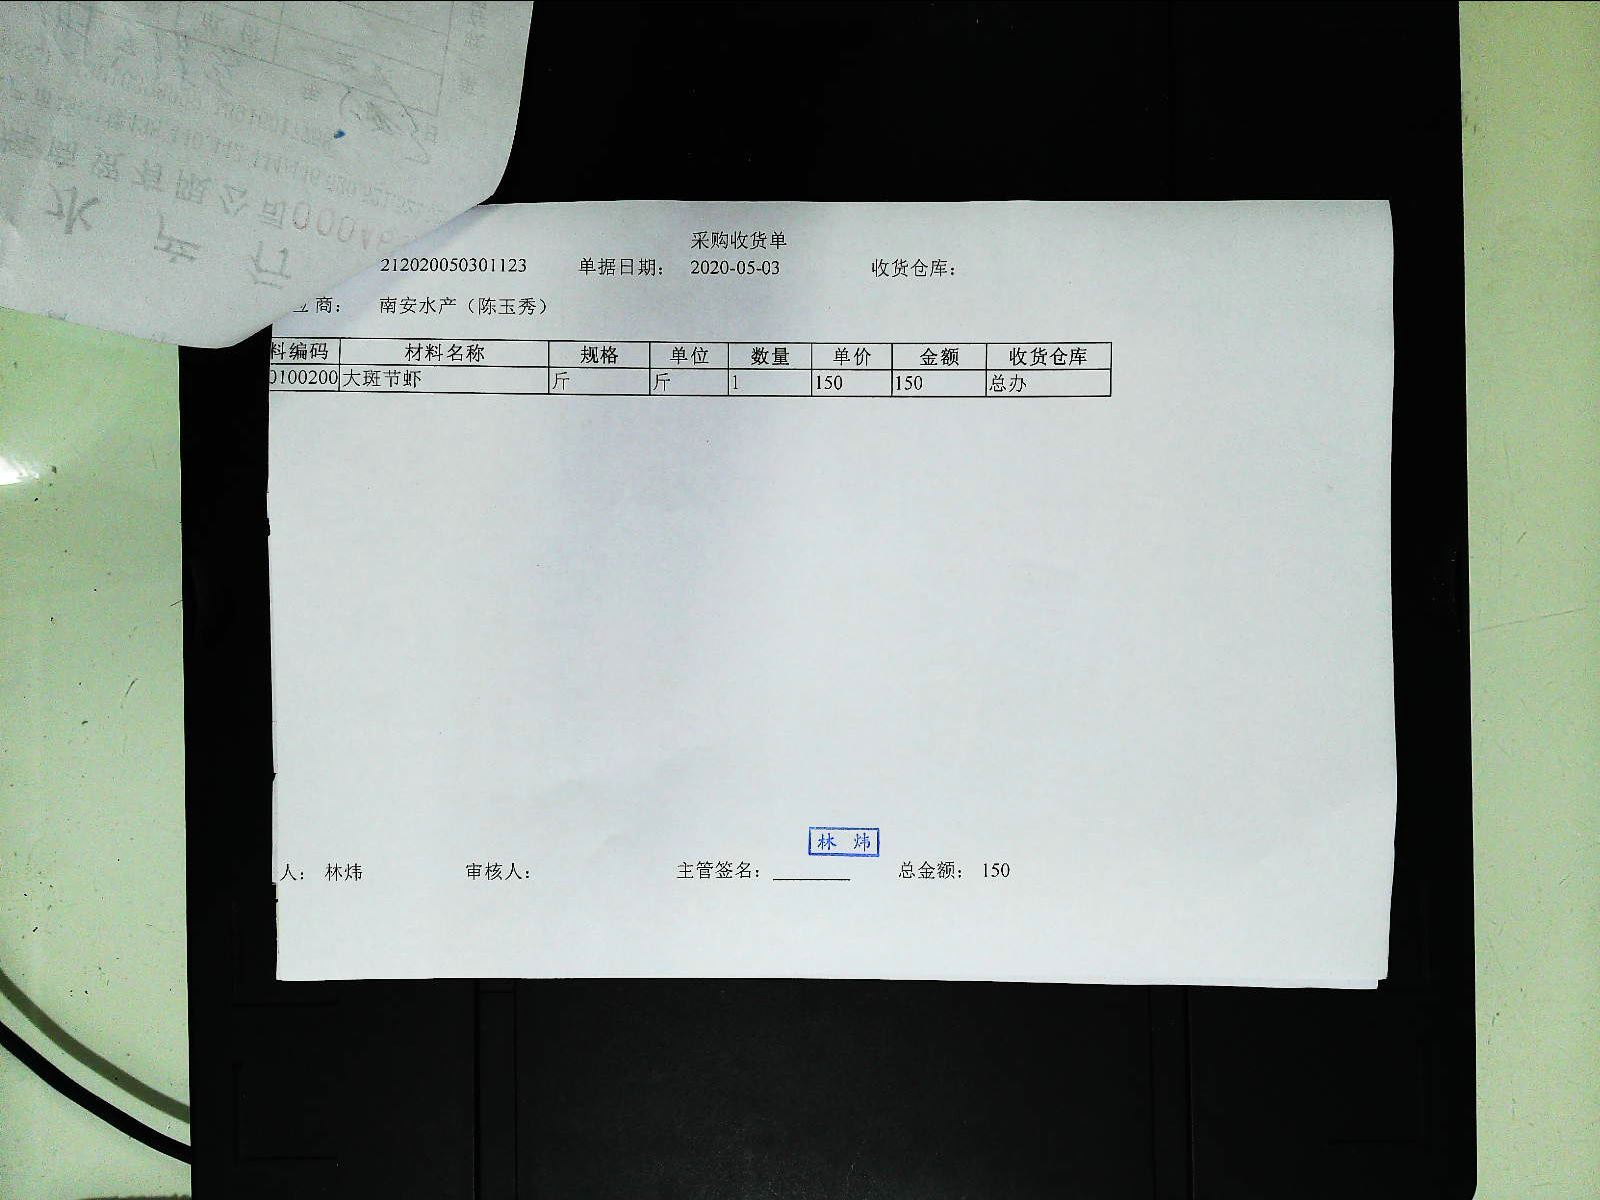 采购收货单
212020050301123 单据日期: 2020-05-03 收货仓库:
商: 南安水产（陈玉秀）
料编码 材料名称 规格 单位 数量 单价 金额 收货仓库
0100200 大斑节虾 斤 斤 1 150 150 总办
林 炜
人: 林炜 审核人: 主管签名: ________ 总金额: 150